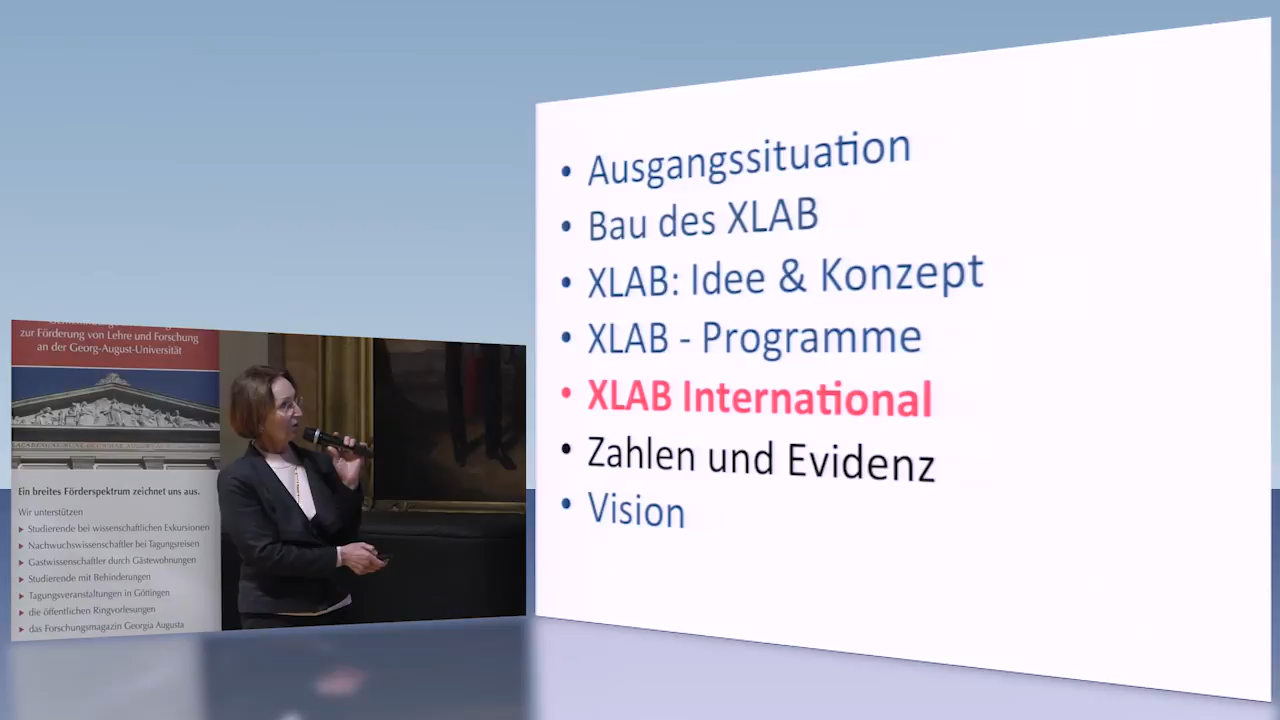 zur Förderung von Lehre und Forschung
an der Georg-August-Universität
Ein breites Förderspektrum zeichnet uns aus.
Wir unterstützen
▸ Studierende bei wissenschaftlichen Exkursionen
▸ Nachwuchswissenschaftler bei Tagungsreisen
▸ Gastwissenschaftler durch Gästewohnungen
▸ Studierende mit Behinderungen
▸ Tagungsveranstaltungen in Göttingen
▸ die öffentlichen Ringvorlesungen
▸ das Forschungsmagazin Georgia Augusta
• Ausgangssituation
• Bau des XLAB
• XLAB: Idee & Konzept
• XLAB - Programme
• XLAB International
• Zahlen und Evidenz
• Vision